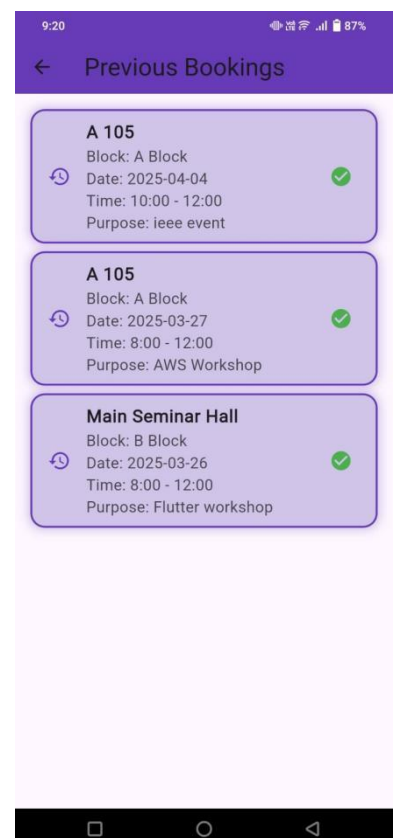 9:20
87%
Previous Bookings
A 105
Block: A Block
Date: 2025-04-04
Time: 10:00 - 12:00
Purpose: ieee event
A 105
Block: A Block
Date: 2025-03-27
Time: 8:00 - 12:00
Purpose: AWS Workshop
Main Seminar Hall
Block: B Block
Date: 2025-03-26
Time: 8:00 - 12:00
Purpose: Flutter workshop